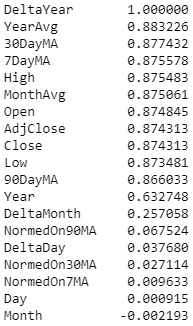 DeltaYear 1.000000
YearAvg 0.883226
30DayMA 0.877432
7DayMA 0.875578
High 0.875483
MonthAvg 0.875061
Open 0.874845
AdjClose 0.874313
Close 0.874313
Low 0.873481
90DayMA 0.866033
Year 0.632748
DeltaMonth 0.257058
NormedOn90MA 0.067524
DeltaDay 0.037680
NormedOn30MA 0.027114
NormedOn7MA 0.009633
Day 0.000915
Month -0.002193